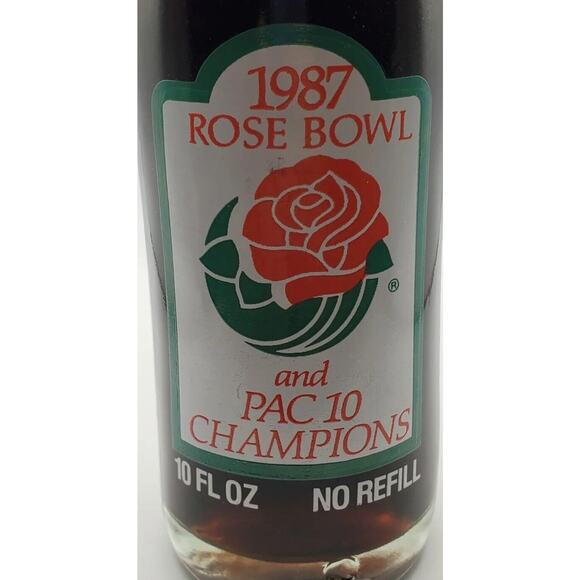 1987
ROSE BOWL
®
and
PAC 10
CHAMPIONS
10 FL OZ NO REFILL